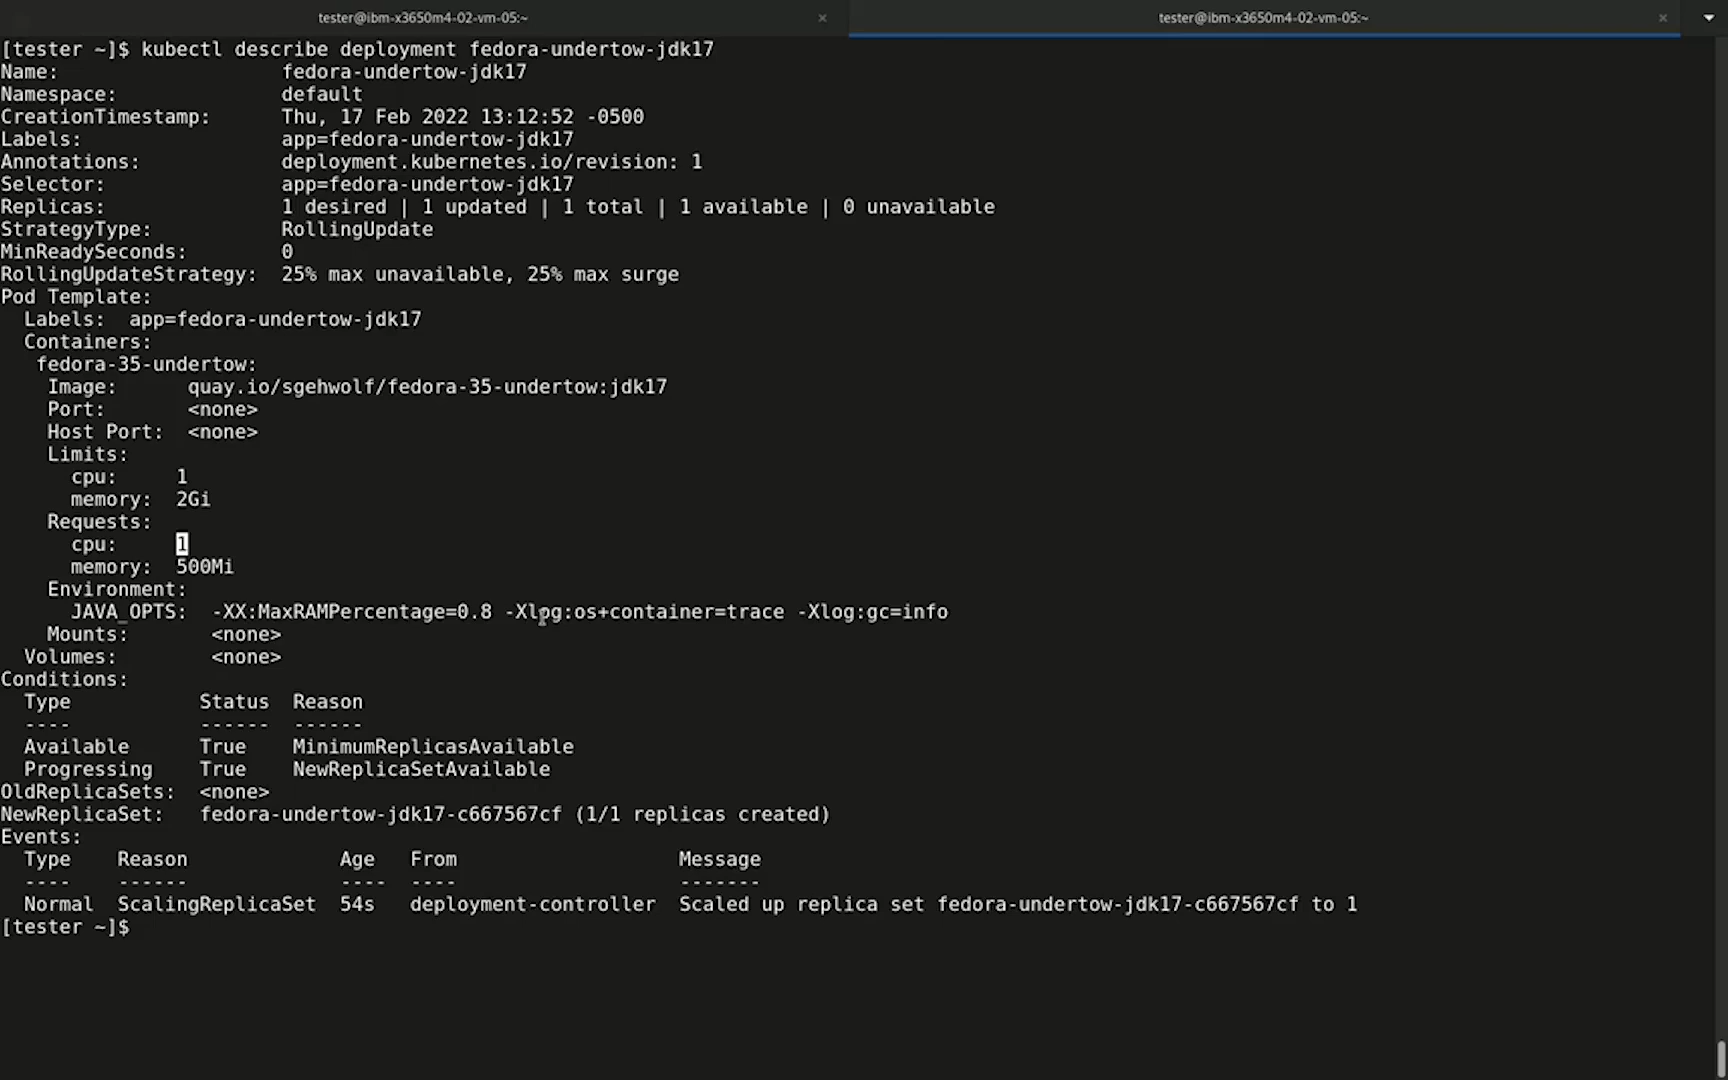 tester@ibm-x3650m4-02-vm-05:~ × tester@ibm-x3650m4-02-vm-05:~ ×
[tester ~]$ kubectl describe deployment fedora-undertow-jdk17
Name:                   fedora-undertow-jdk17
Namespace:              default
CreationTimestamp:      Thu, 17 Feb 2022 13:12:52 -0500
Labels:                 app=fedora-undertow-jdk17
Annotations:            deployment.kubernetes.io/revision: 1
Selector:               app=fedora-undertow-jdk17
Replicas:               1 desired | 1 updated | 1 total | 1 available | 0 unavailable
StrategyType:           RollingUpdate
MinReadySeconds:        0
RollingUpdateStrategy:  25% max unavailable, 25% max surge
Pod Template:
  Labels:  app=fedora-undertow-jdk17
  Containers:
   fedora-35-undertow:
    Image:      quay.io/sgehwolf/fedora-35-undertow:jdk17
    Port:       <none>
    Host Port:  <none>
    Limits:
      cpu:     1
      memory:  2Gi
    Requests:
      cpu:     1
      memory:  500Mi
    Environment:
      JAVA_OPTS:  -XX:MaxRAMPercentage=0.8 -Xlog:os+container=trace -Xlog:gc=info
    Mounts:       <none>
  Volumes:        <none>
Conditions:
  Type           Status  Reason
  ----           ------  ------
  Available      True    MinimumReplicasAvailable
  Progressing    True    NewReplicaSetAvailable
OldReplicaSets:  <none>
NewReplicaSet:   fedora-undertow-jdk17-c667567cf (1/1 replicas created)
Events:
  Type    Reason             Age   From                   Message
  ----    ------             ----  ----                   -------
  Normal  ScalingReplicaSet  54s   deployment-controller  Scaled up replica set fedora-undertow-jdk17-c667567cf to 1
[tester ~]$